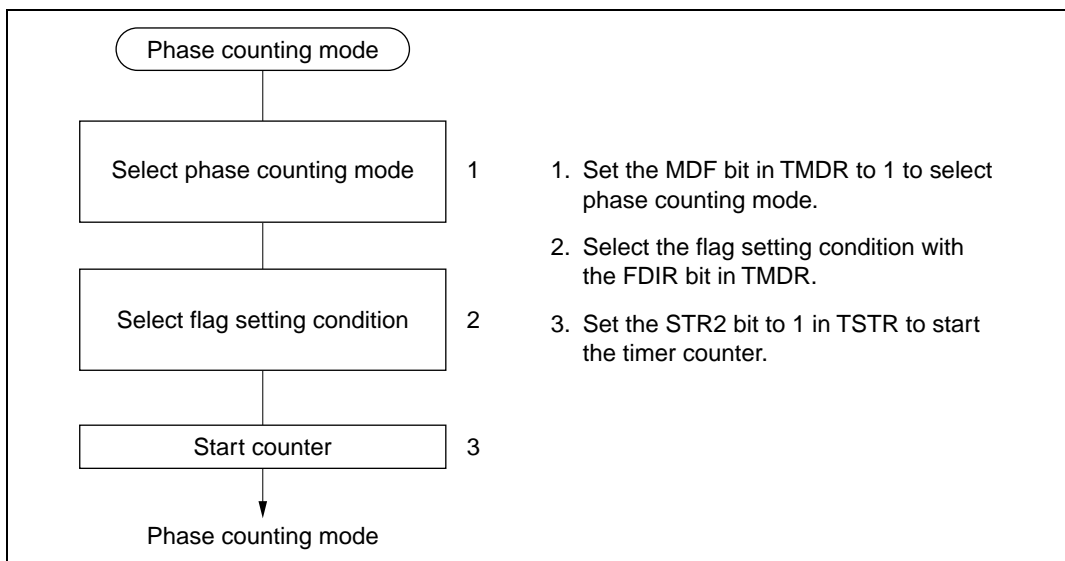 Phase counting mode
Select phase counting mode 1
Select flag setting condition 2
Start counter 3
Phase counting mode
1. Set the MDF bit in TMDR to 1 to select
phase counting mode.
2. Select the flag setting condition with
the FDIR bit in TMDR.
3. Set the STR2 bit to 1 in TSTR to start
the timer counter.